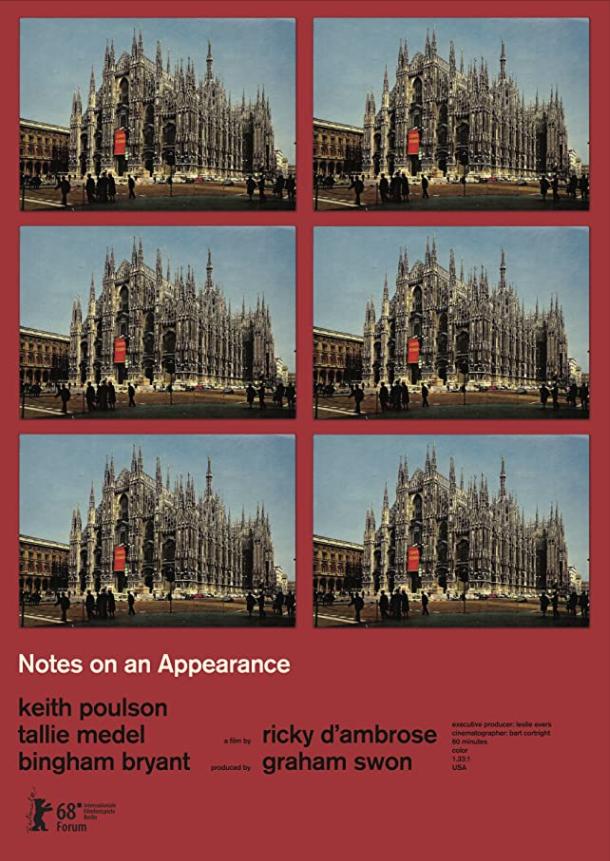 Notes on an Appearance
keith poulson
tallie medel
bingham bryant
a film by ricky d'ambrose
produced by graham swon
executive producer: leslie evers
cinematographer: bart cortright
60 minutes
color
1.33:1
USA
Berlinale
68
Internationale
Filmfestspiele
Berlin
Forum